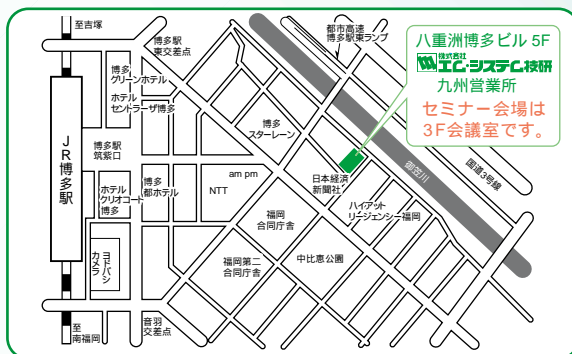 至吉塚
博多駅
東交差点
都市高速
博多駅東ランプ
八重洲博多ビル 5F
株式会社
エム・システム技研
九州営業所
セミナー会場は
3F会議室です。
博多
グリーンホテル
ホテル
セントラーザ博多
博多
スターレーン
JR博多駅
博多駅
筑紫口
am pm
日本経済
新聞社
御笠川
国道3号線
ホテル
クリオコート
博多
博多
都ホテル
NTT
ハイアット
リージェンシー福岡
福岡
合同庁舎
ヨドバシ
カメラ
福岡第二
合同庁舎
中比恵公園
至
南福岡
音羽
交差点